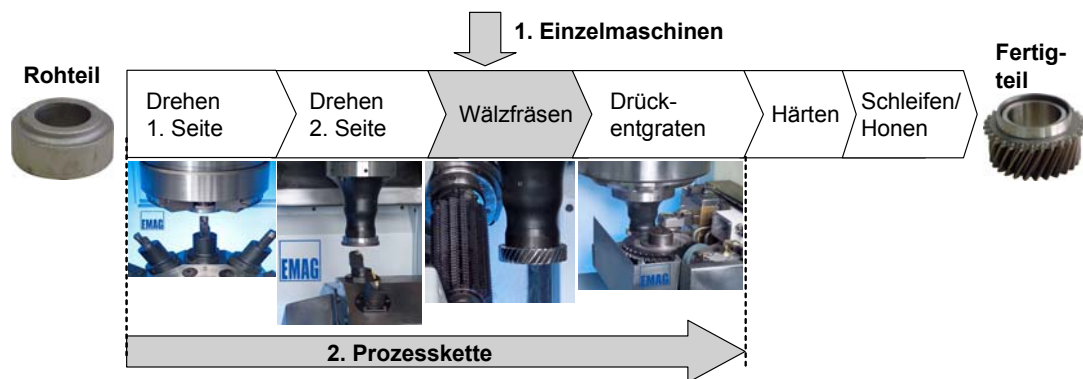 1. Einzelmaschinen
Rohteil
Fertig-
teil
Drehen
1. Seite
Drehen
2. Seite
Wälzfräsen
Drück-
entgraten
Härten
Schleifen/
Honen
EMAG
EMAG
EMAG
2. Prozesskette